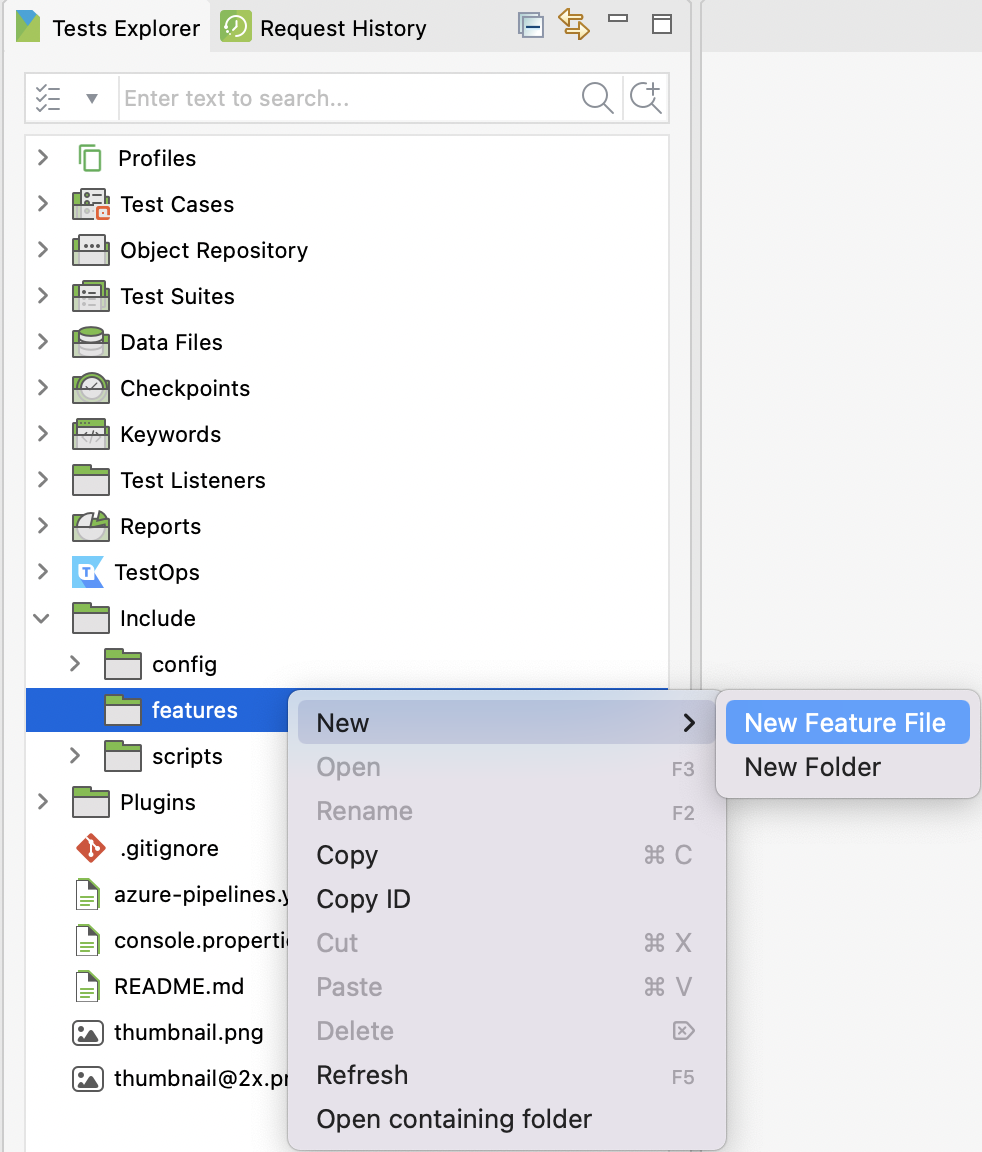 Tests Explorer Request History
Enter text to search...
Profiles
Test Cases
Object Repository
Test Suites
Data Files
Checkpoints
Keywords
Test Listeners
Reports
TestOps
Include
config
features
scripts
Plugins
.gitignore
azure-pipelines.y
console.properti
README.md
thumbnail.png
thumbnail@2x.pr
New
Open F3
Rename F2
Copy ⌘ C
Copy ID
Cut ⌘ X
Paste ⌘ V
Delete
Refresh F5
Open containing folder
New Feature File
New Folder